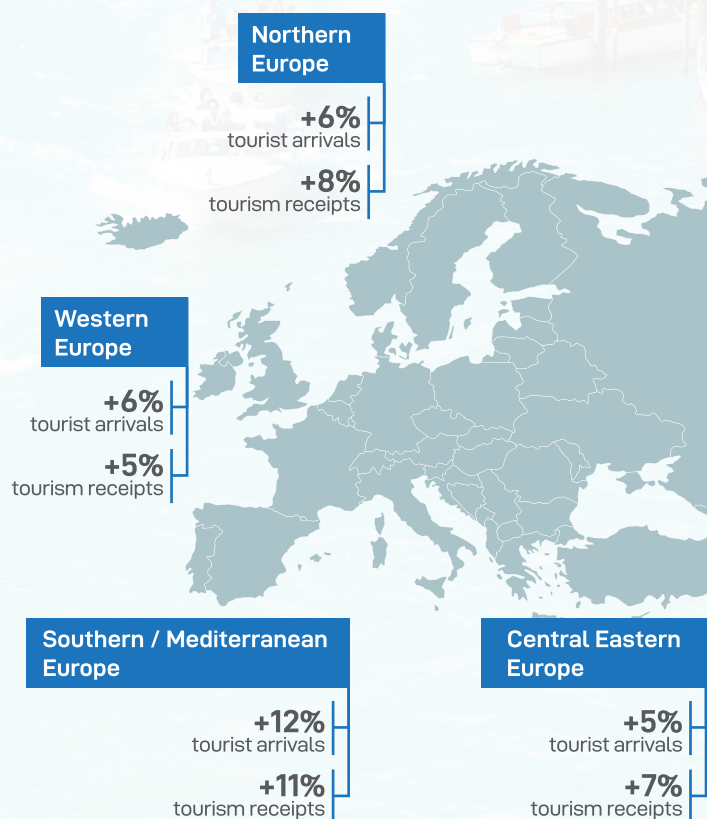 Northern
Europe
+6%
tourist arrivals
+8%
tourism receipts
Western
Europe
+6%
tourist arrivals
+5%
tourism receipts
Southern / Mediterranean
Europe
+12%
tourist arrivals
+11%
tourism receipts
Central Eastern
Europe
+5%
tourist arrivals
+7%
tourism receipts